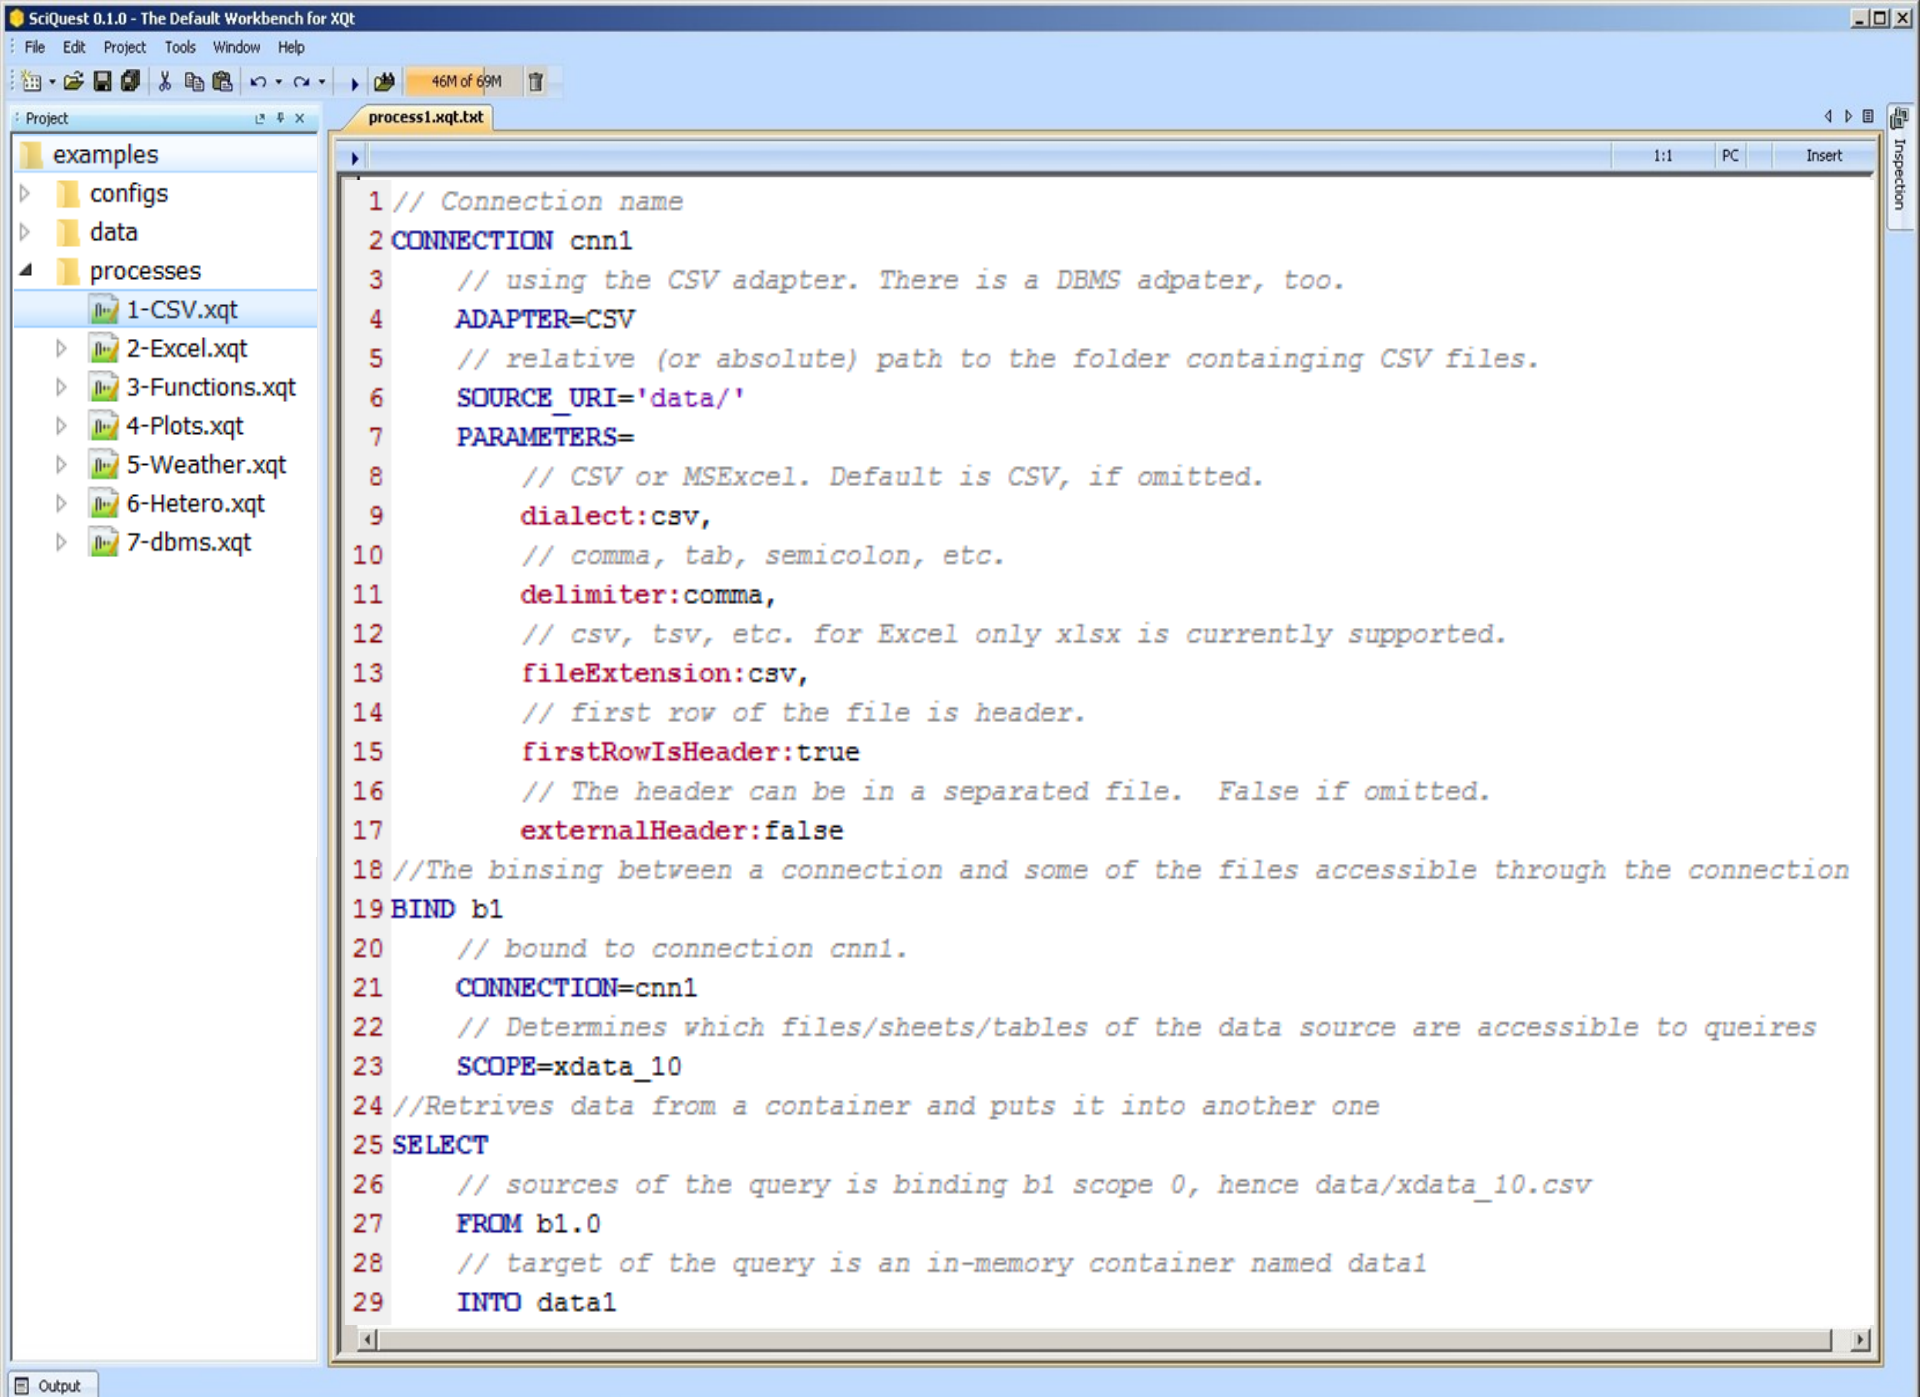 SciQuest 0.1.0 - The Default Workbench for XQt
File Edit Project Tools Window Help
46M of 69M
Project
process1.xqt.txt
examples
configs
data
processes
1-CSV.xqt
2-Excel.xqt
3-Functions.xqt
4-Plots.xqt
5-Weather.xqt
6-Hetero.xqt
7-dbms.xqt
1:1 PC Insert
Inspection
1 // Connection name
2 CONNECTION cnn1
3 // using the CSV adapter. There is a DBMS adpater, too.
4 ADAPTER=CSV
5 // relative (or absolute) path to the folder containging CSV files.
6 SOURCE_URI='data/'
7 PARAMETERS=
8 // CSV or MSExcel. Default is CSV, if omitted.
9 dialect:csv,
10 // comma, tab, semicolon, etc.
11 delimiter:comma,
12 // csv, tsv, etc. for Excel only xlsx is currently supported.
13 fileExtension:csv,
14 // first row of the file is header.
15 firstRowIsHeader:true
16 // The header can be in a separated file.  False if omitted.
17 externalHeader:false
18 //The binsing between a connection and some of the files accessible through the connection
19 BIND b1
20 // bound to connection cnn1.
21 CONNECTION=cnn1
22 // Determines which files/sheets/tables of the data source are accessible to queires
23 SCOPE=xdata_10
24 //Retrives data from a container and puts it into another one
25 SELECT
26 // sources of the query is binding b1 scope 0, hence data/xdata_10.csv
27 FROM b1.0
28 // target of the query is an in-memory container named data1
29 INTO data1
Output